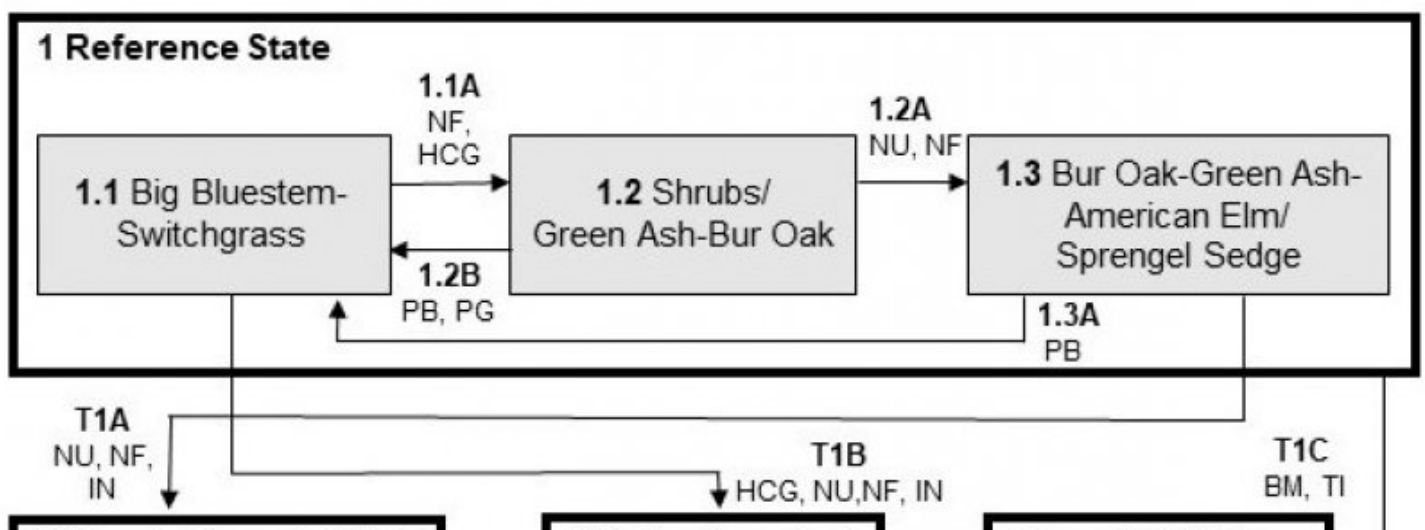 1 Reference State
1.1A
NF,
HCG
1.2A
NU, NF
1.1 Big Bluestem-
Switchgrass
1.2 Shrubs/
Green Ash-Bur Oak
1.3 Bur Oak-Green Ash-
American Elm/
Sprengel Sedge
1.2B
PB, PG
1.3A
PB
T1A
NU, NF,
IN
T1B
HCG, NU,NF, IN
T1C
BM, TI